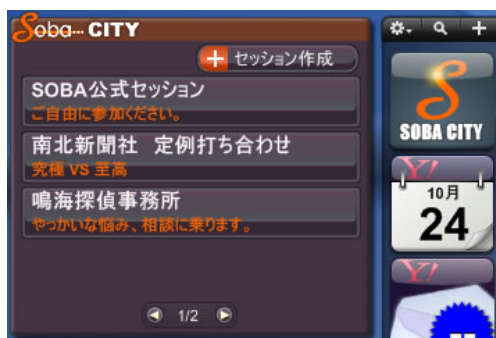 Soba... CITY
セッション作成
SOBA公式セッション
ご自由に参加ください。
南北新聞社 定例打ち合わせ
究極 VS 至高
鳴海探偵事務所
やっかいな悩み、相談に乗ります。
1/2
S
SOBA CITY
Y!
10月
24
Y!